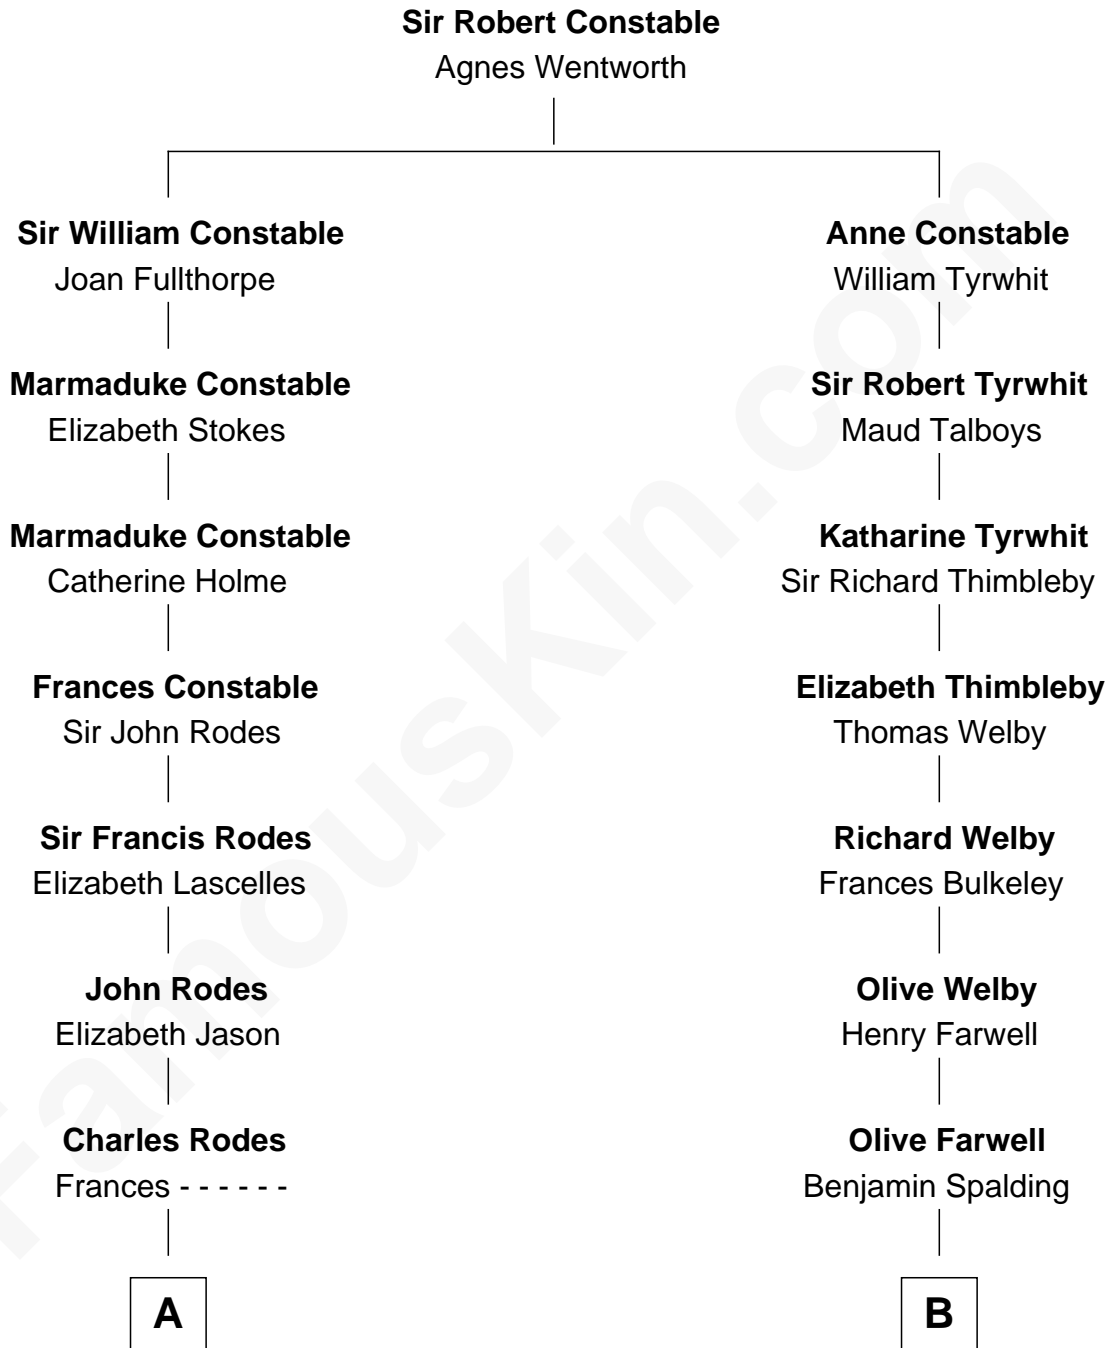 Sir Robert Constable
Agnes Wentworth
Sir William Constable
Joan Fullthorpe
Anne Constable
William Tyrwhit
Marmaduke Constable
Elizabeth Stokes
Sir Robert Tyrwhit
Maud Talboys
Marmaduke Constable
Catherine Holme
Katharine Tyrwhit
Sir Richard Thimbleby
Frances Constable
Sir John Rodes
Elizabeth Thimbleby
Thomas Welby
Sir Francis Rodes
Elizabeth Lascelles
Richard Welby
Frances Bulkeley
John Rodes
Elizabeth Jason
Olive Welby
Henry Farwell
Charles Rodes
Frances - - - - - -
Olive Farwell
Benjamin Spalding
A
B
FamousKin.com